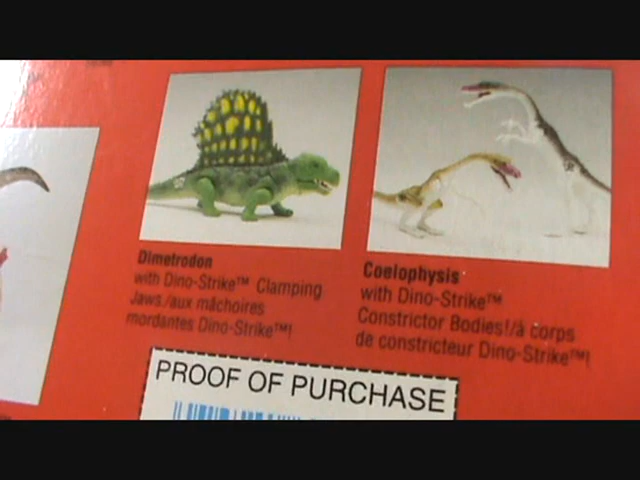 Dimetrodon
with Dino-Strike™ Clamping
Jaws./aux mâchoires
mordantes Dino-Strike™!
Coelophysis
with Dino-Strike™
Constrictor Bodies!/à corps
de constricteur Dino-Strike™!
PROOF OF PURCHASE